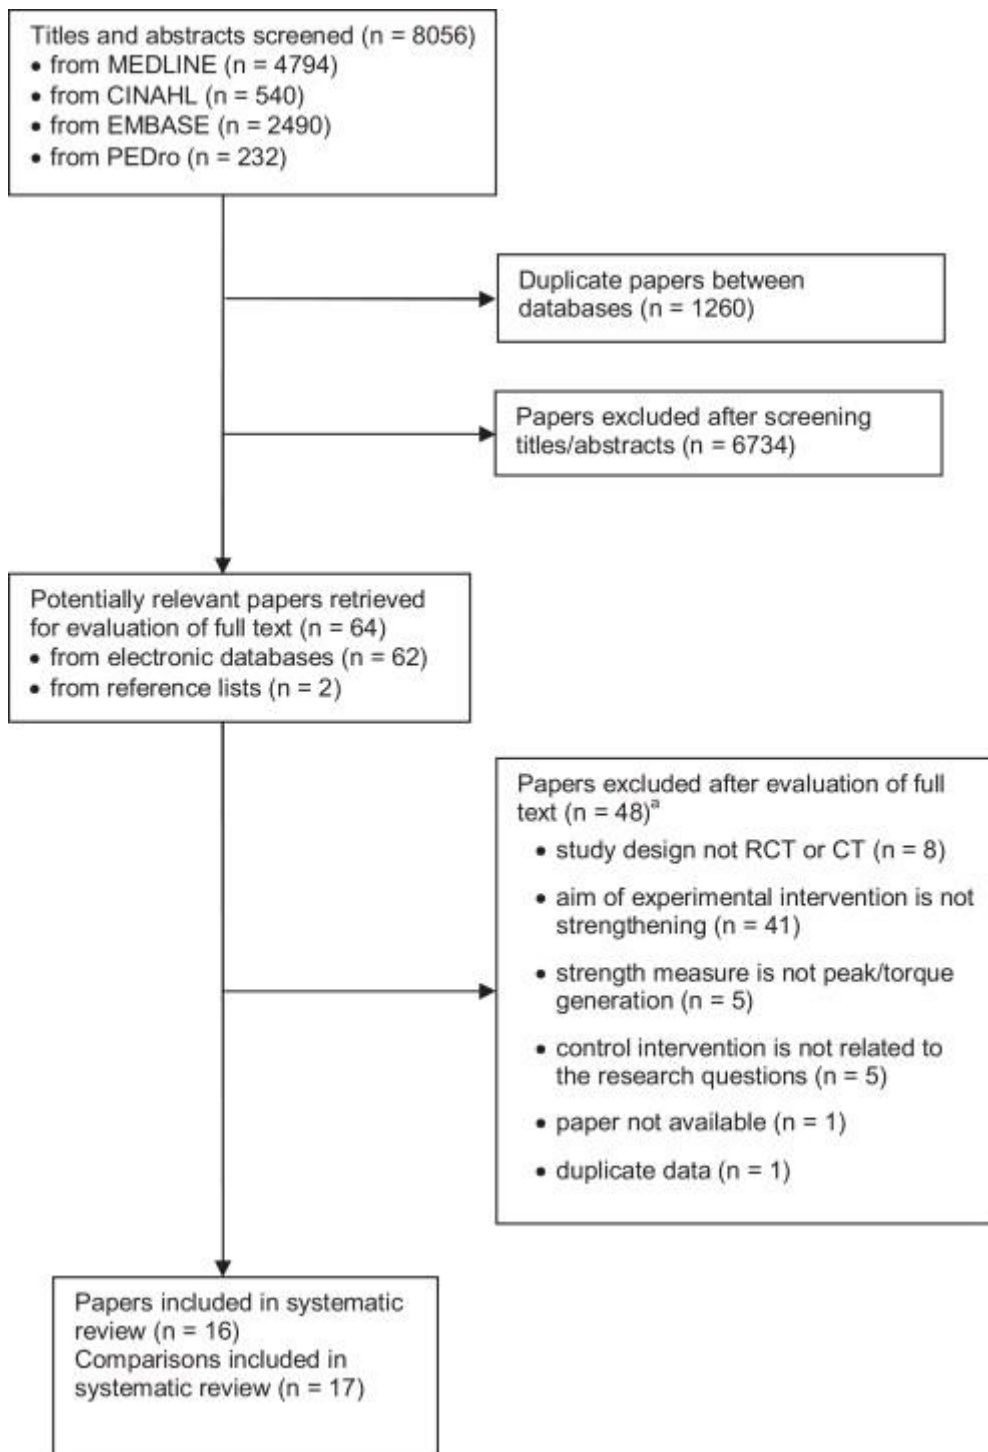 Titles and abstracts screened (n = 8056)
• from MEDLINE (n = 4794)
• from CINAHL (n = 540)
• from EMBASE (n = 2490)
• from PEDro (n = 232)
Duplicate papers between
databases (n = 1260)
Papers excluded after screening
titles/abstracts (n = 6734)
Potentially relevant papers retrieved
for evaluation of full text (n = 64)
• from electronic databases (n = 62)
• from reference lists (n = 2)
Papers excluded after evaluation of full
text (n = 48)ᵃ
• study design not RCT or CT (n = 8)
• aim of experimental intervention is not
strengthening (n = 41)
• strength measure is not peak/torque
generation (n = 5)
• control intervention is not related to
the research questions (n = 5)
• paper not available (n = 1)
• duplicate data (n = 1)
Papers included in systematic
review (n = 16)
Comparisons included in
systematic review (n = 17)